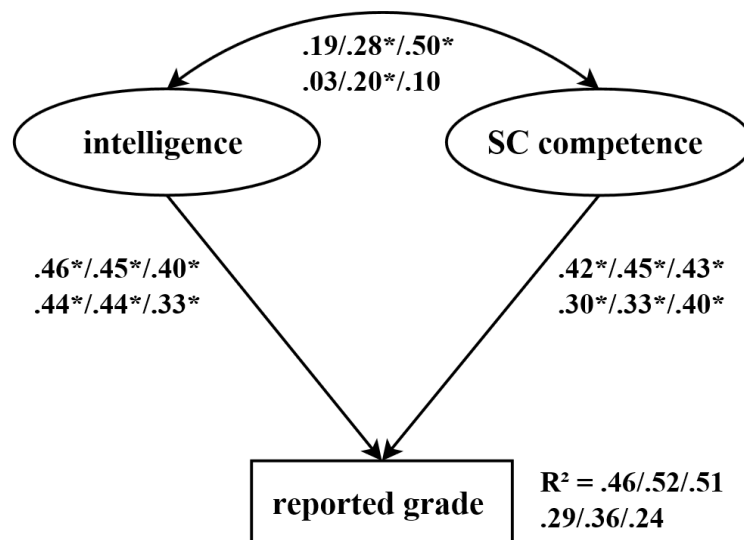 .19/.28*/.50*
.03/.20*/.10
intelligence
SC competence
.46*/.45*/.40*
.44*/.44*/.33*
.42*/.45*/.43*
.30*/.33*/.40*
reported grade
R² = .46/.52/.51
.29/.36/.24